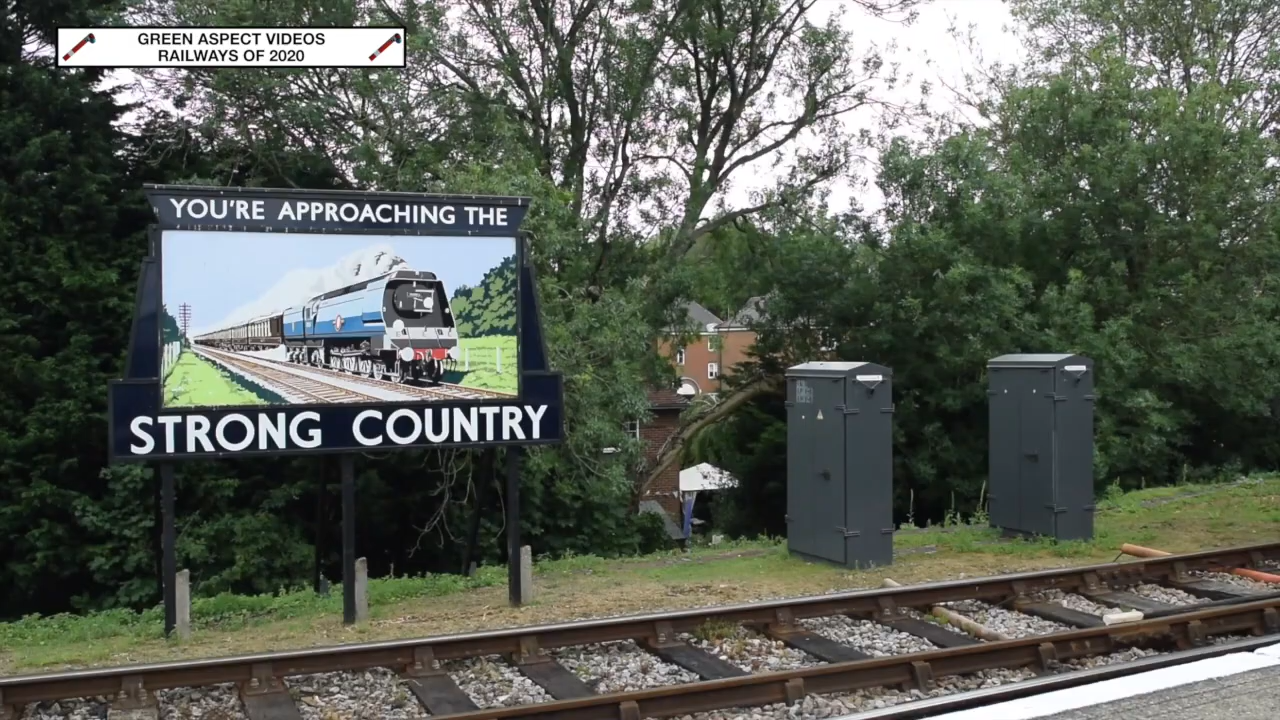 GREEN ASPECT VIDEOS
RAILWAYS OF 2020
YOU'RE APPROACHING THE
STRONG COUNTRY